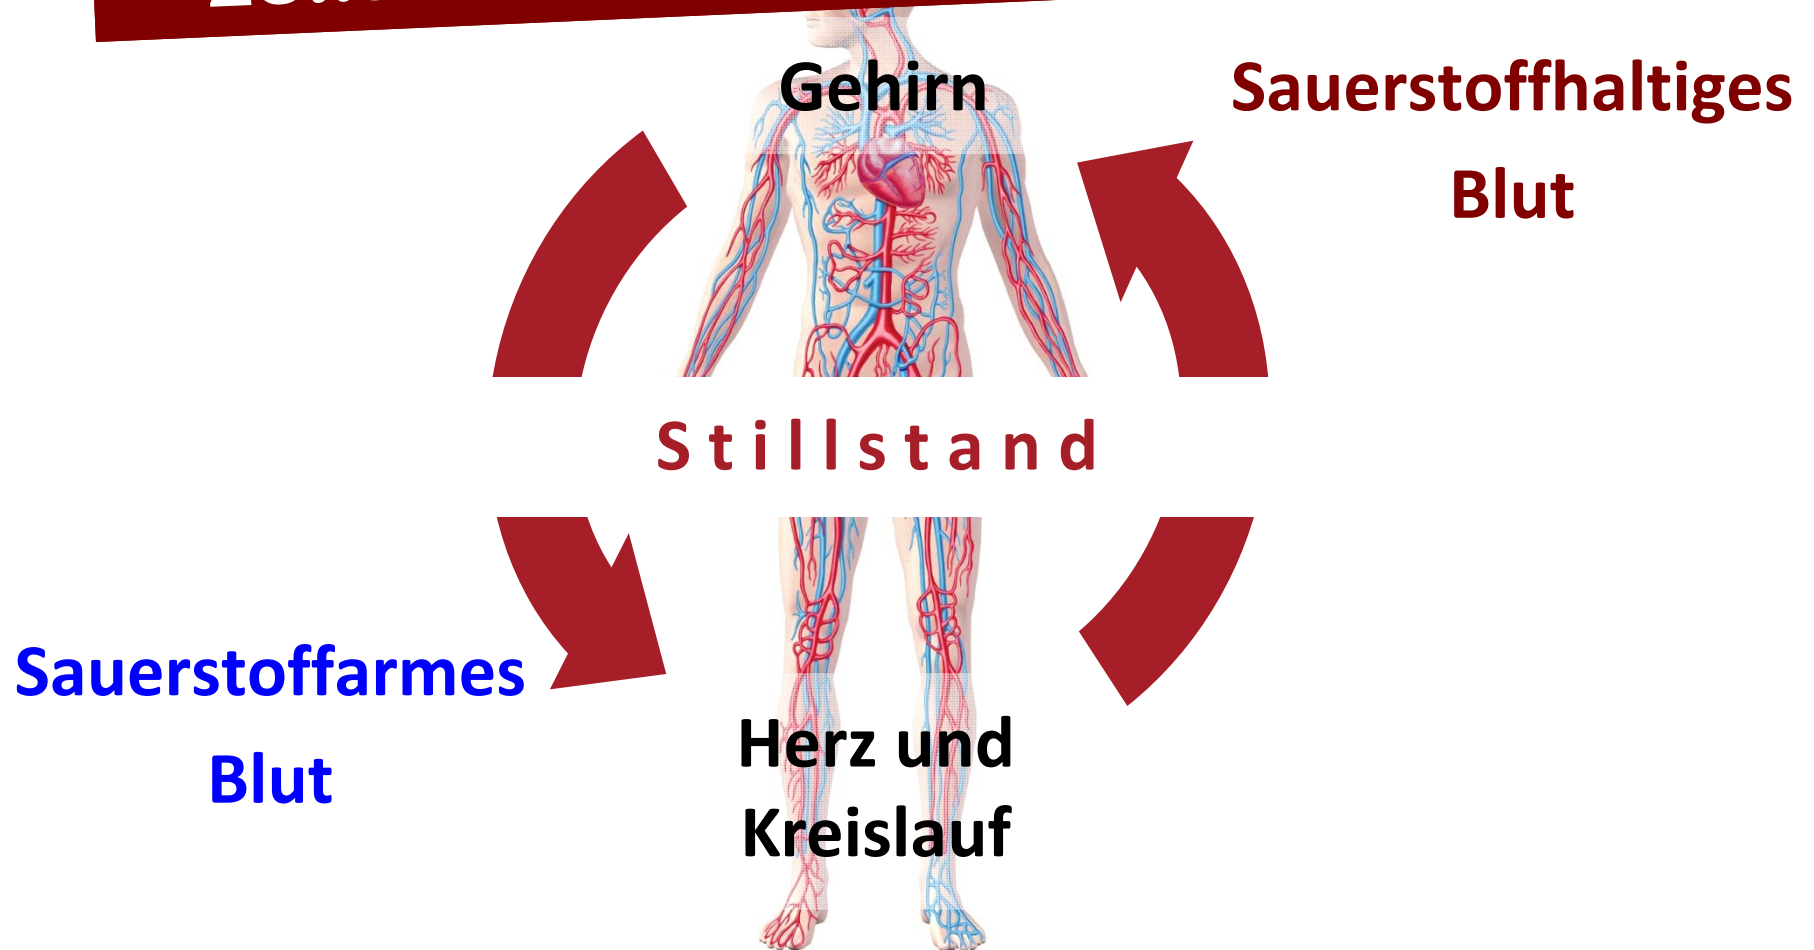 Gehirn
Sauerstoffhaltiges
Blut
Stillstand
Sauerstoffarmes
Blut
Herz und
Kreislauf